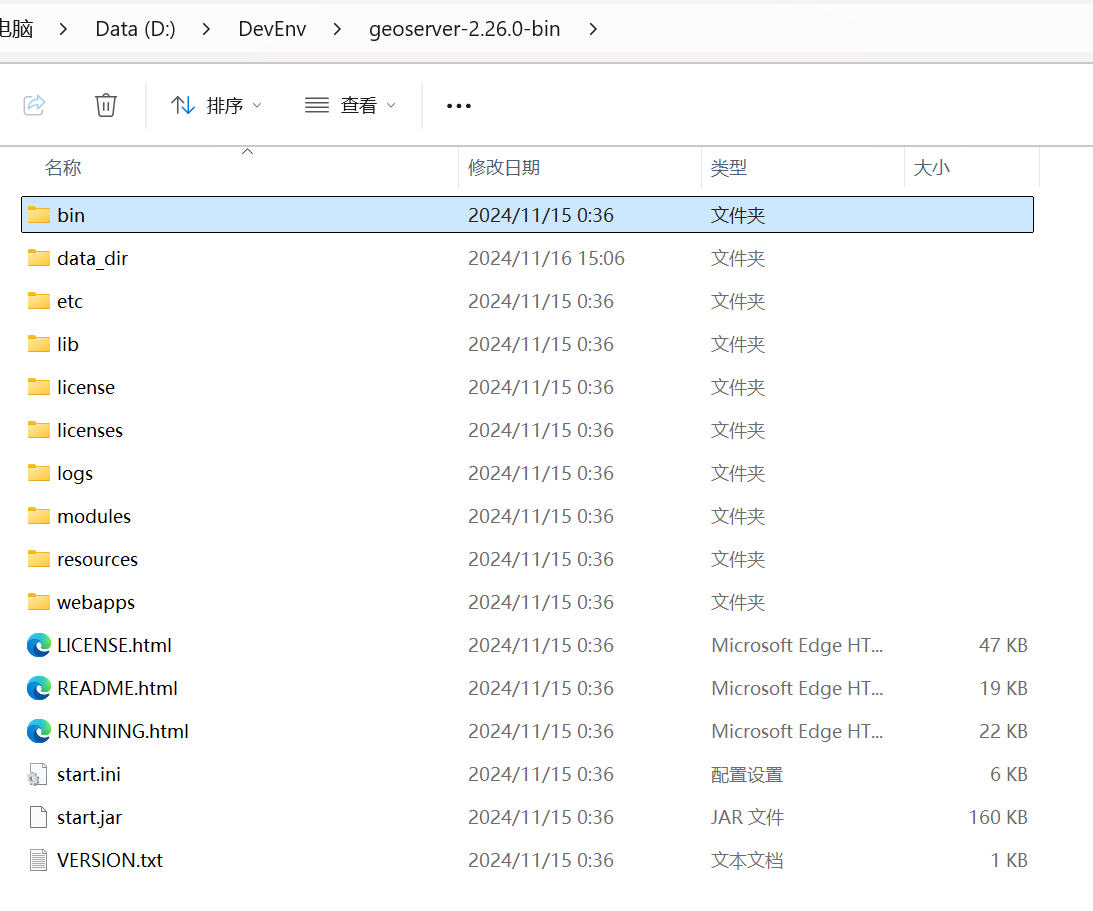 电脑 > Data (D:) > DevEnv > geoserver-2.26.0-bin >
排序 查看 ...
名称 修改日期 类型 大小
bin 2024/11/15 0:36 文件夹
data_dir 2024/11/16 15:06 文件夹
etc 2024/11/15 0:36 文件夹
lib 2024/11/15 0:36 文件夹
license 2024/11/15 0:36 文件夹
licenses 2024/11/15 0:36 文件夹
logs 2024/11/15 0:36 文件夹
modules 2024/11/15 0:36 文件夹
resources 2024/11/15 0:36 文件夹
webapps 2024/11/15 0:36 文件夹
LICENSE.html 2024/11/15 0:36 Microsoft Edge HT... 47 KB
README.html 2024/11/15 0:36 Microsoft Edge HT... 19 KB
RUNNING.html 2024/11/15 0:36 Microsoft Edge HT... 22 KB
start.ini 2024/11/15 0:36 配置设置 6 KB
start.jar 2024/11/15 0:36 JAR 文件 160 KB
VERSION.txt 2024/11/15 0:36 文本文档 1 KB